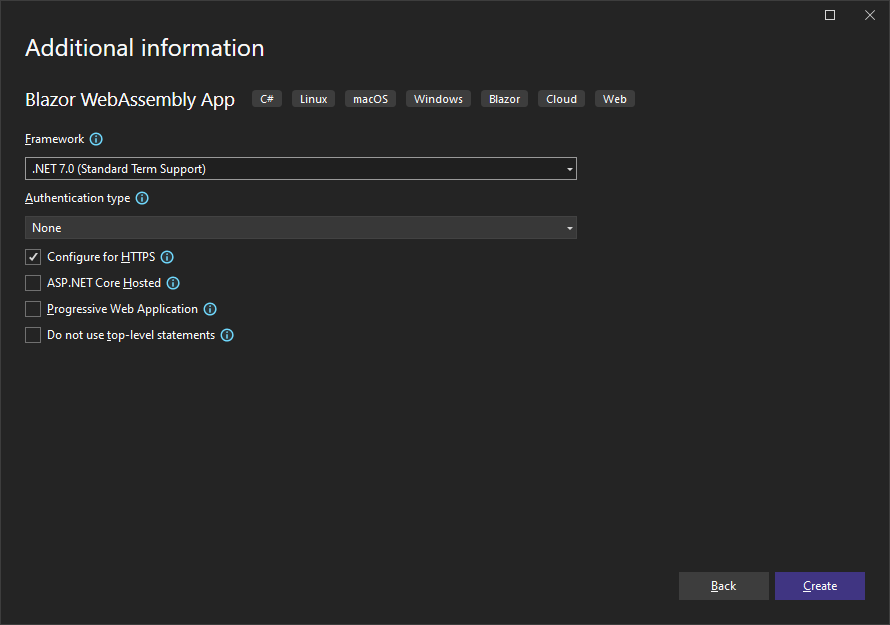 Additional information
Blazor WebAssembly App C# Linux macOS Windows Blazor Cloud Web
Framework
.NET 7.0 (Standard Term Support)
Authentication type
None
Configure for HTTPS
ASP.NET Core Hosted
Progressive Web Application
Do not use top-level statements
Back Create